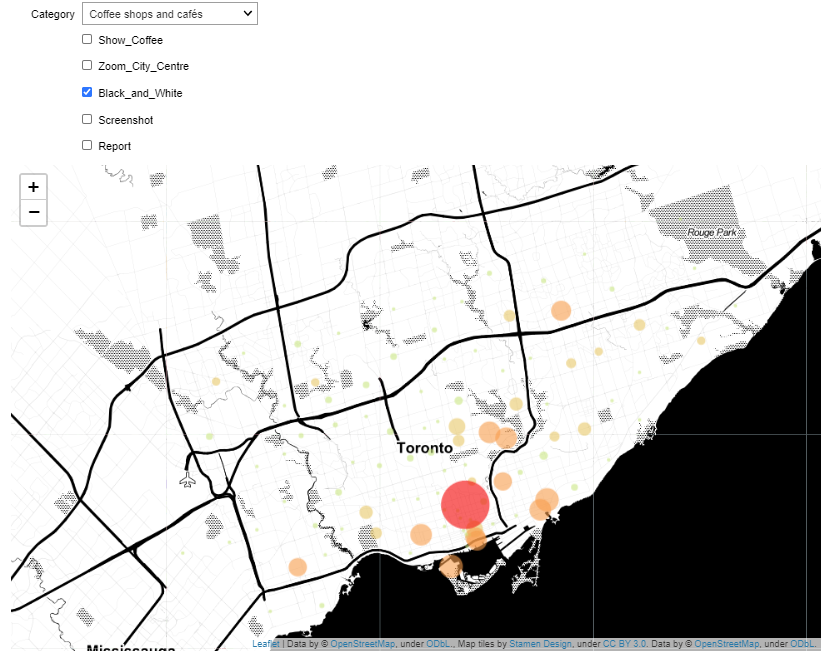 Category Coffee shops and cafés
Show_Coffee
Zoom_City_Centre
Black_and_White
Screenshot
Report
+
−
Rouge Park
Toronto
Mississauga
Leaflet | Data by © OpenStreetMap, under ODbL., Map tiles by Stamen Design, under CC BY 3.0. Data by © OpenStreetMap, under ODbL.